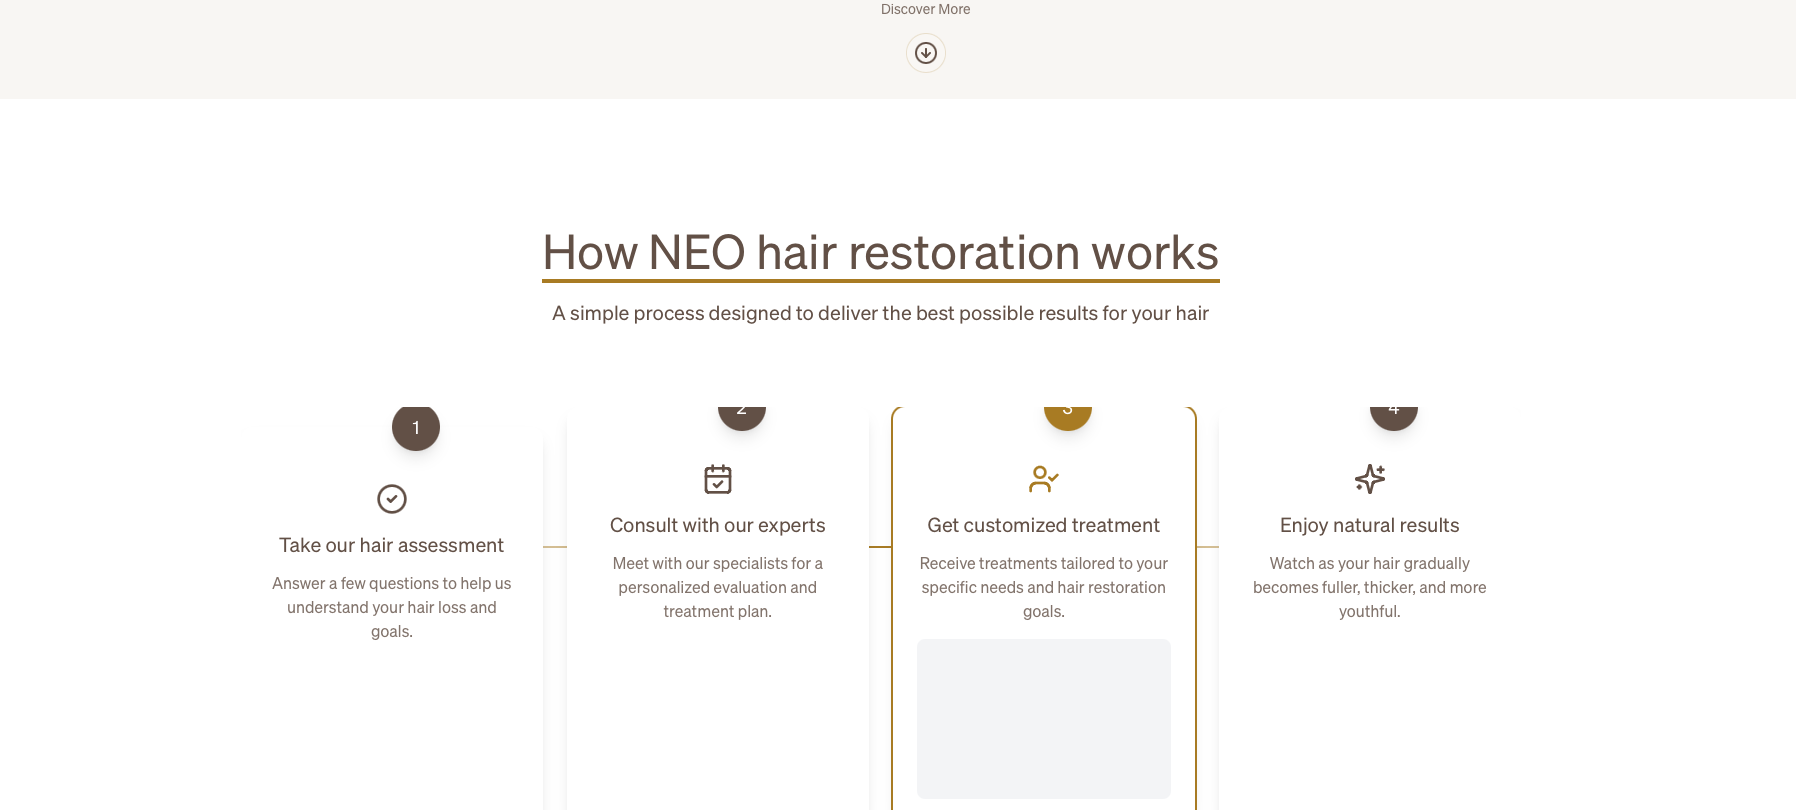 Discover More
How NEO hair restoration works
A simple process designed to deliver the best possible results for your hair
1
2
3
4
Take our hair assessment
Answer a few questions to help us
understand your hair loss and
goals.
Consult with our experts
Meet with our specialists for a
personalized evaluation and
treatment plan.
Get customized treatment
Receive treatments tailored to your
specific needs and hair restoration
goals.
Enjoy natural results
Watch as your hair gradually
becomes fuller, thicker, and more
youthful.